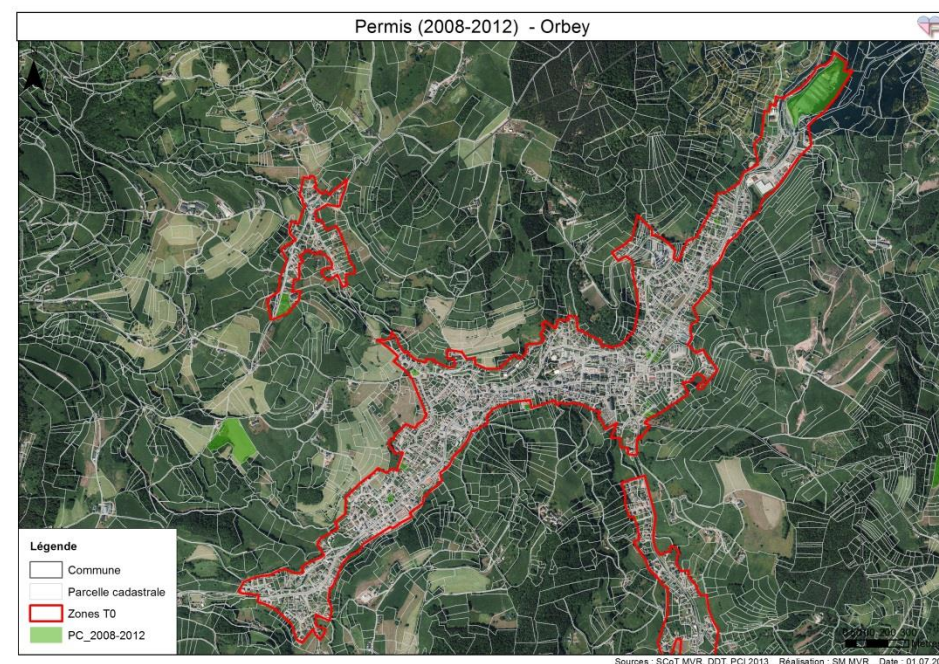 Permis (2008-2012) - Orbey
Légende
Commune
Parcelle cadastrale
Zones T0
PC_2008-2012
Sources : SCoT MVR, DDT, PCI 2013 Réalisation : SM MVR Date : 01.07.20